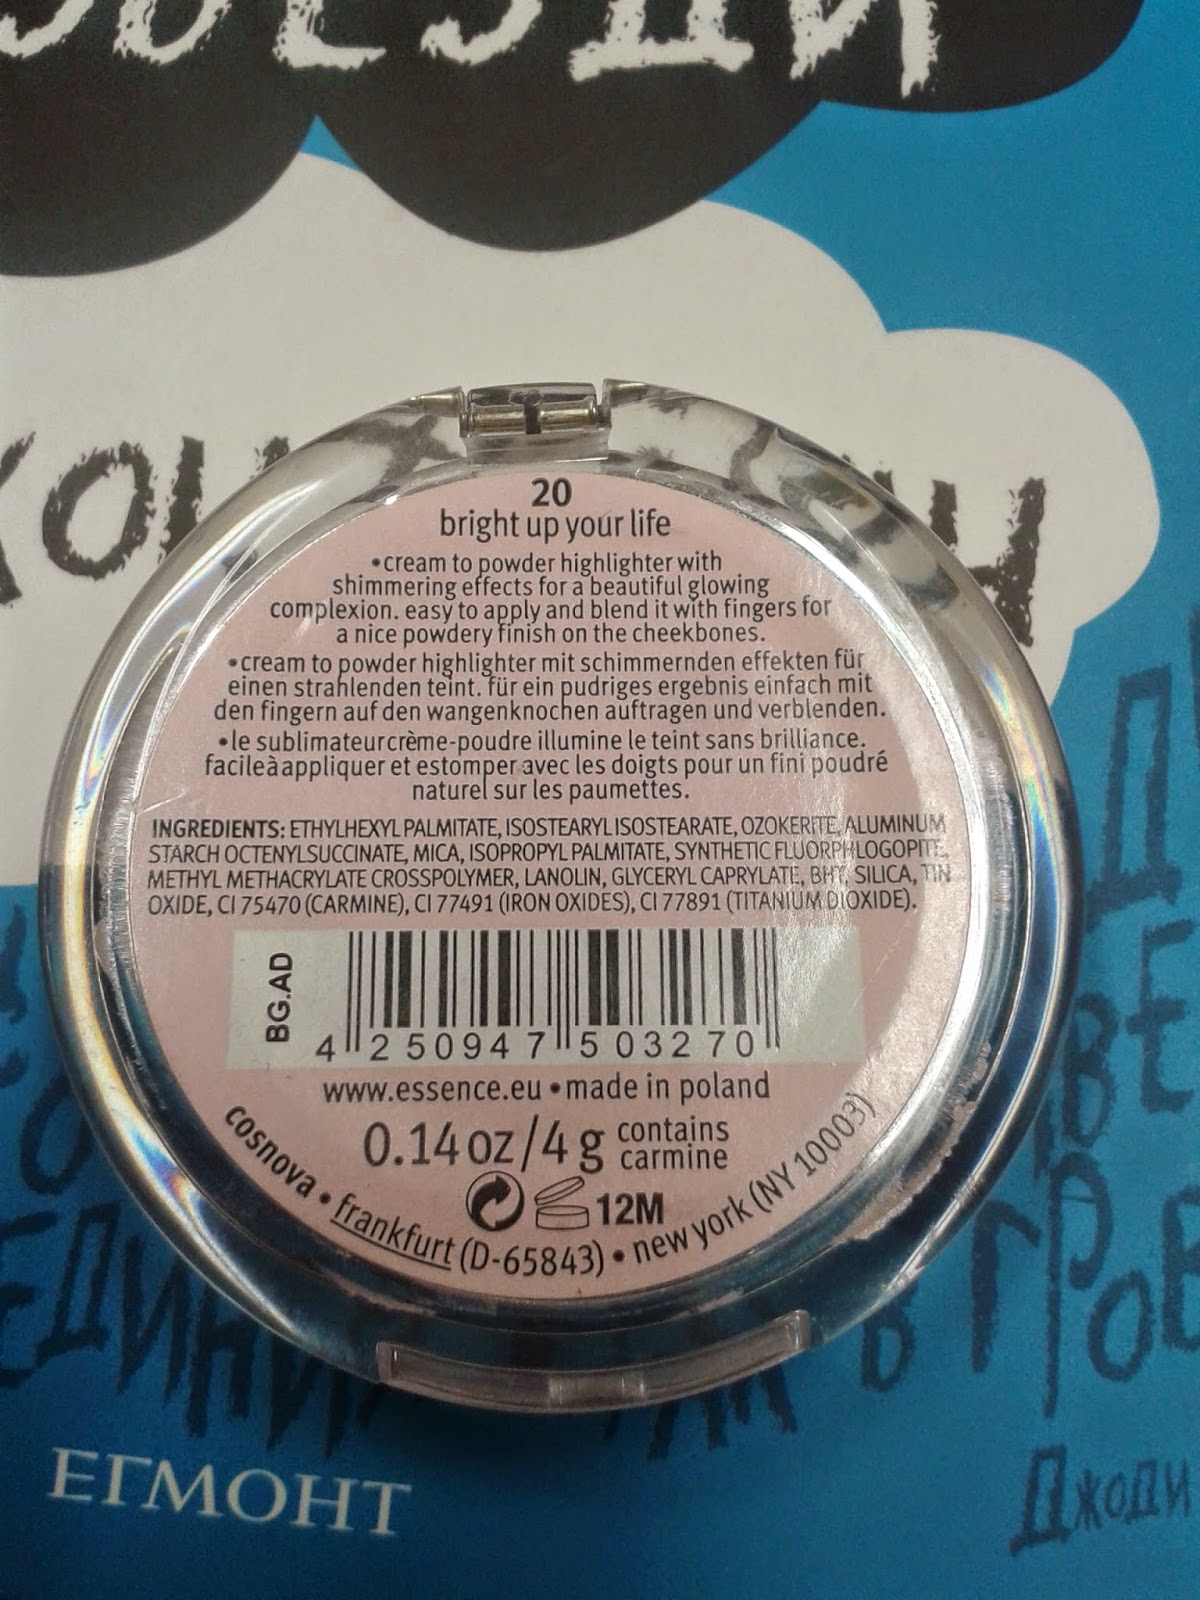 20
bright up your life
•cream to powder highlighter with
shimmering effects for a beautiful glowing
complexion. easy to apply and blend it with fingers for
a nice powdery finish on the cheekbones.
•cream to powder highlighter mit schimmernden effekten für
einen strahlenden teint. für ein pudriges ergebnis einfach mit
den fingern auf den wangenknochen auftragen und verblenden.
•le sublimateur crème-poudre illumine le teint sans brilliance.
facile à appliquer et estomper avec les doigts pour un fini poudré
naturel sur les paumettes.
INGREDIENTS: ETHYLHEXYL PALMITATE, ISOSTEARYL ISOSTEARATE, OZOKERITE, ALUMINUM
STARCH OCTENYLSUCCINATE, MICA, ISOPROPYL PALMITATE, SYNTHETIC FLUORPHLOGOPITE,
METHYL METHACRYLATE CROSSPOLYMER, LANOLIN, GLYCERYL CAPRYLATE, BHT, SILICA, TIN
OXIDE, CI 75470 (CARMINE), CI 77491 (IRON OXIDES), CI 77891 (TITANIUM DIOXIDE).
BG.AD
4 250947 503270
www.essence.eu • made in poland
0.14 oz/4 g contains
carmine
12M
cosnova • frankfurt (D-65843) • new york (NY 10003)
ЕГМОНТ
Джоди